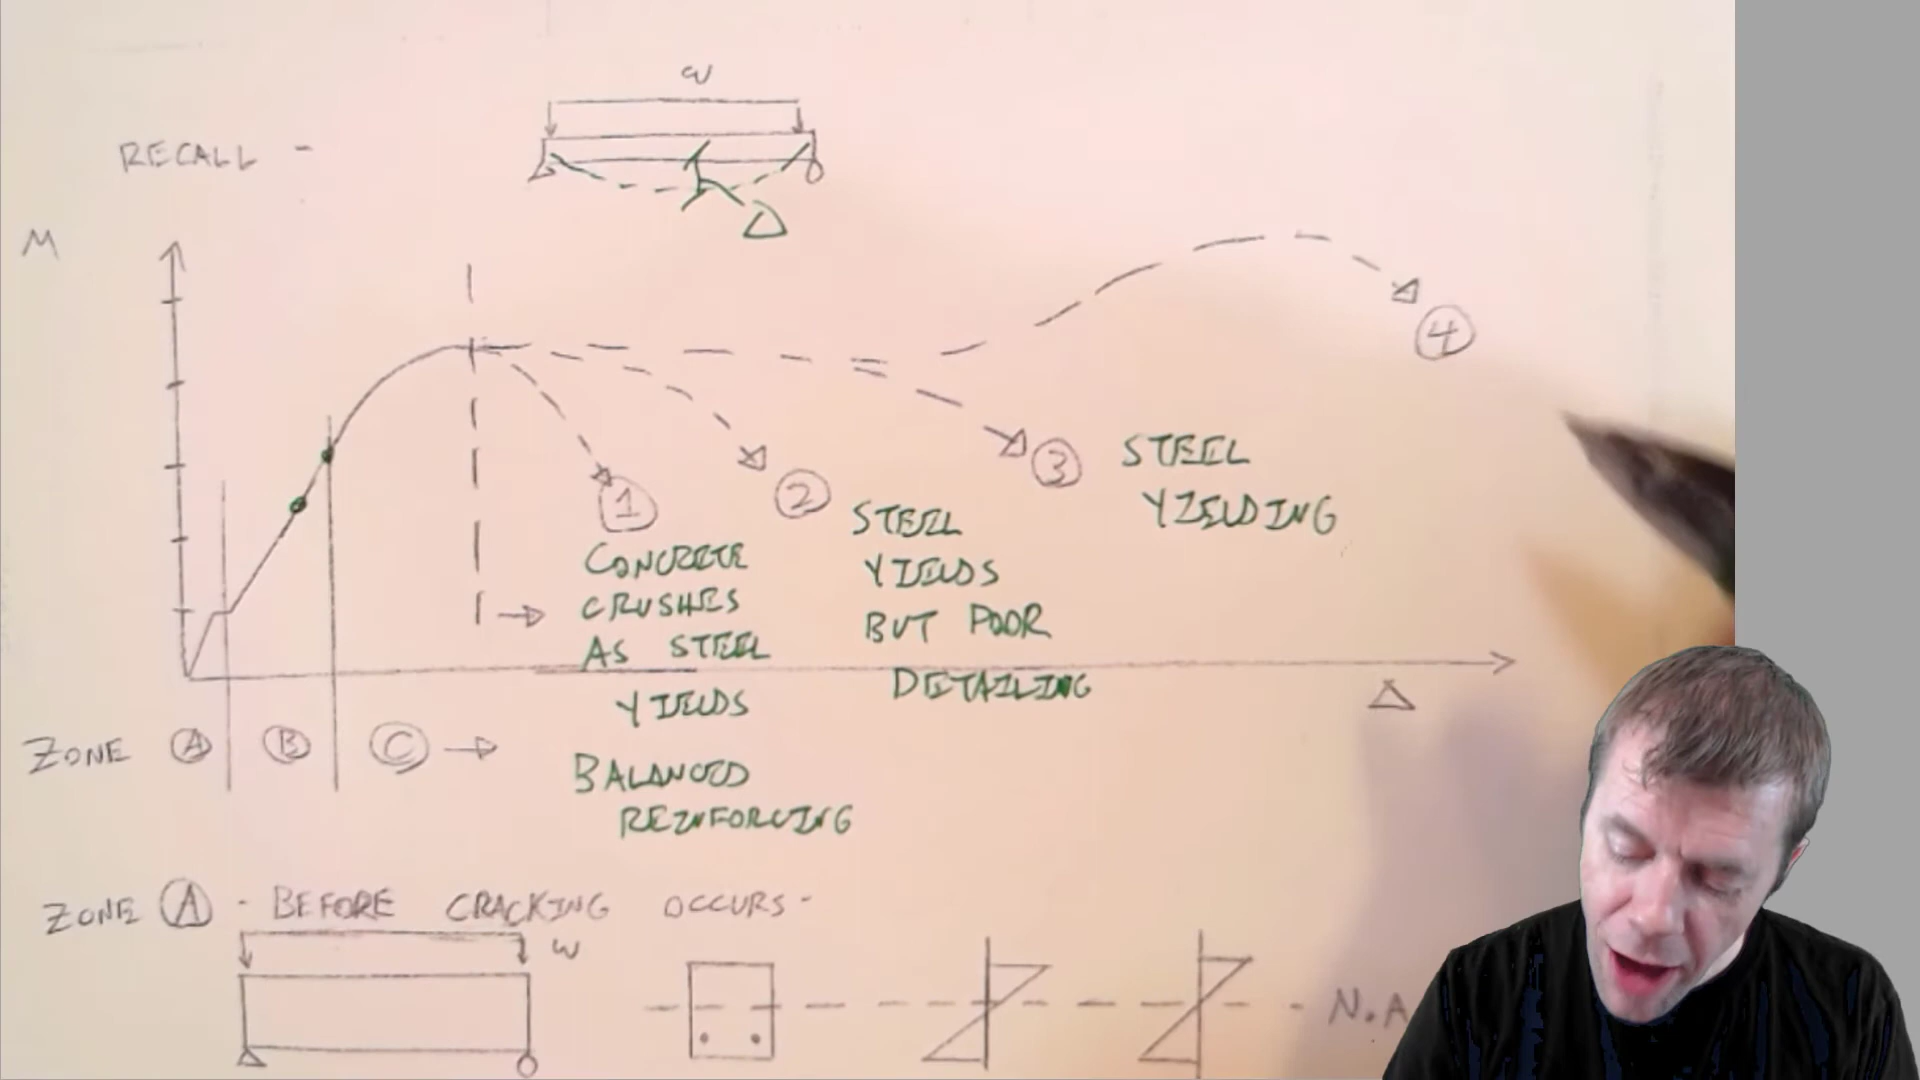 w
RECALL -
Δ
M
4
3
STEEL
YIELDING
1
2
STEEL
YIELDS
BUT POOR
DETAILING
CONCRETE
CRUSHES
AS STEEL
YIELDS
BALANCED
REINFORCING
Δ
ZONE A B C
ZONE A - BEFORE CRACKING OCCURS -
w
N.A